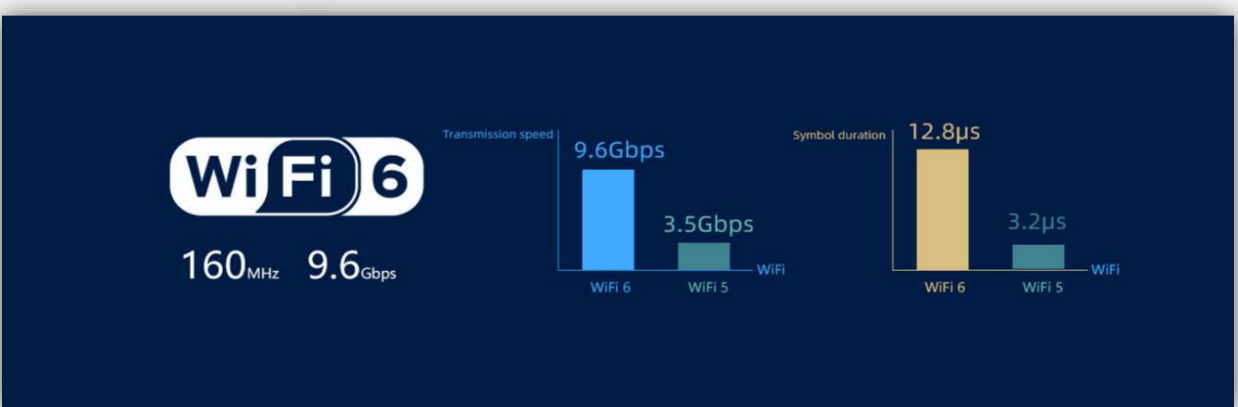 WiFi 6
160MHz 9.6Gbps
Transmission speed
9.6Gbps
3.5Gbps
WiFi
WiFi 6 WiFi 5
Symbol duration
12.8μs
3.2μs
WiFi
WiFi 6 WiFi 5